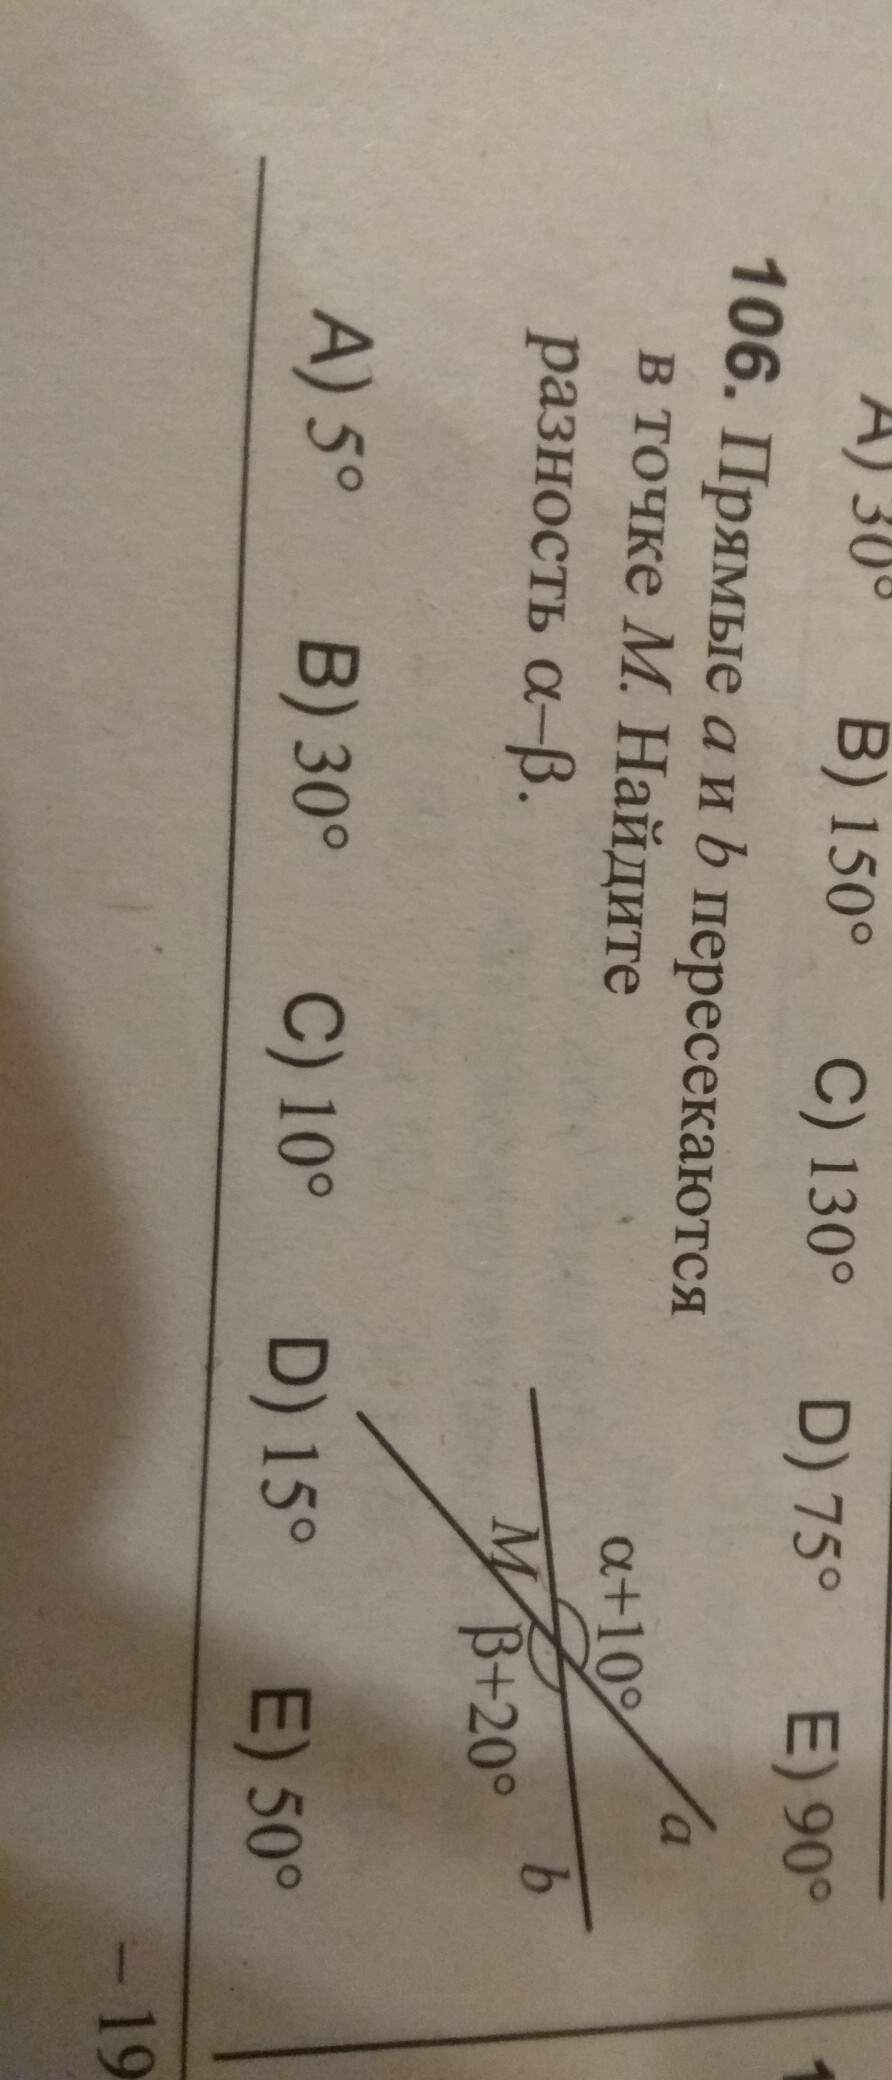 A) 30° B) 150° C) 130° D) 75° E) 90°
106. Прямые a и b пересекаются
в точке M. Найдите
разность α–β.
α+10°
a
M
β+20°
b
A) 5° B) 30° C) 10° D) 15° E) 50°
– 19